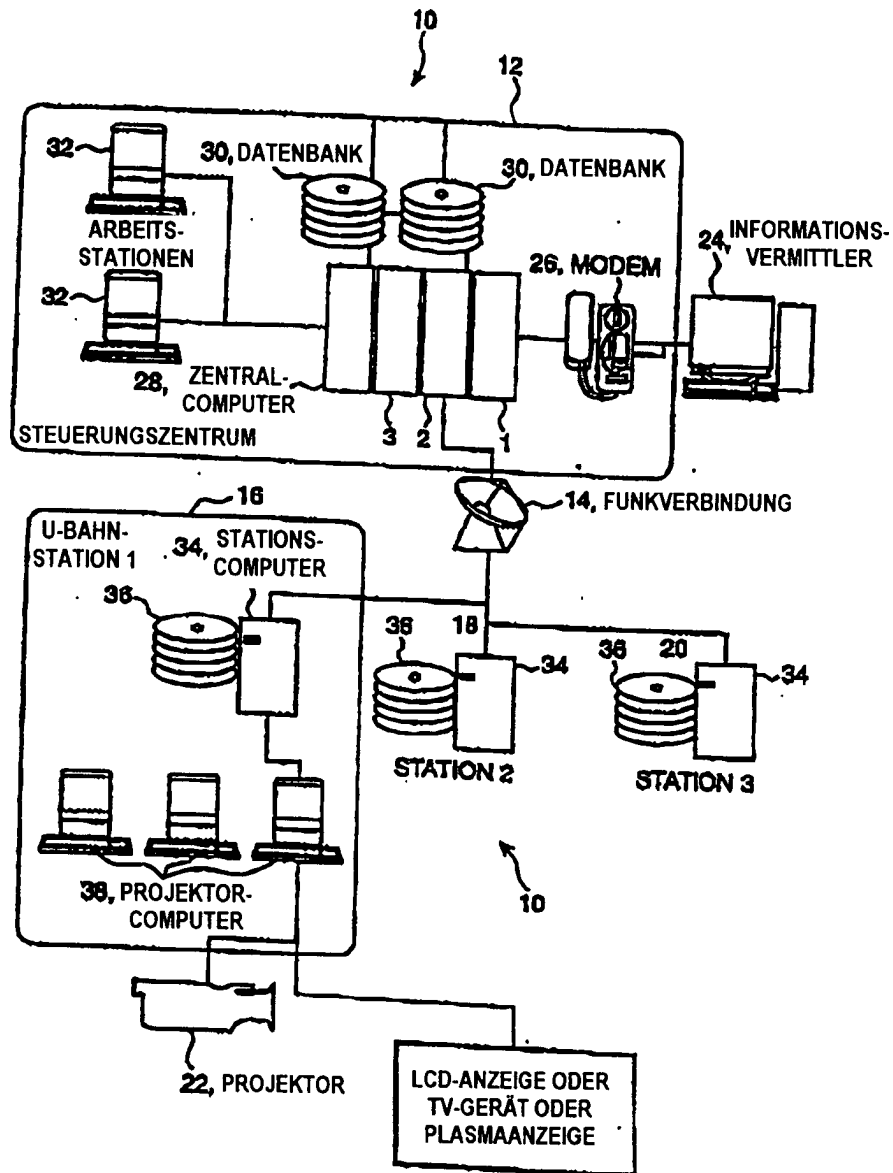 10
12
32
30, DATENBANK
30, DATENBANK
ARBEITS-
STATIONEN
24, INFORMATIONS-
VERMITTLER
26, MODEM
32
28, ZENTRAL-
COMPUTER
3 2 1
STEUERUNGSZENTRUM
16
14, FUNKVERBINDUNG
U-BAHN-
STATION 1
34, STATIONS-
COMPUTER
36
18
36
34
20
36
34
STATION 2
STATION 3
38, PROJEKTOR-
COMPUTER
10
22, PROJEKTOR
LCD-ANZEIGE ODER
TV-GERÄT ODER
PLASMAANZEIGE